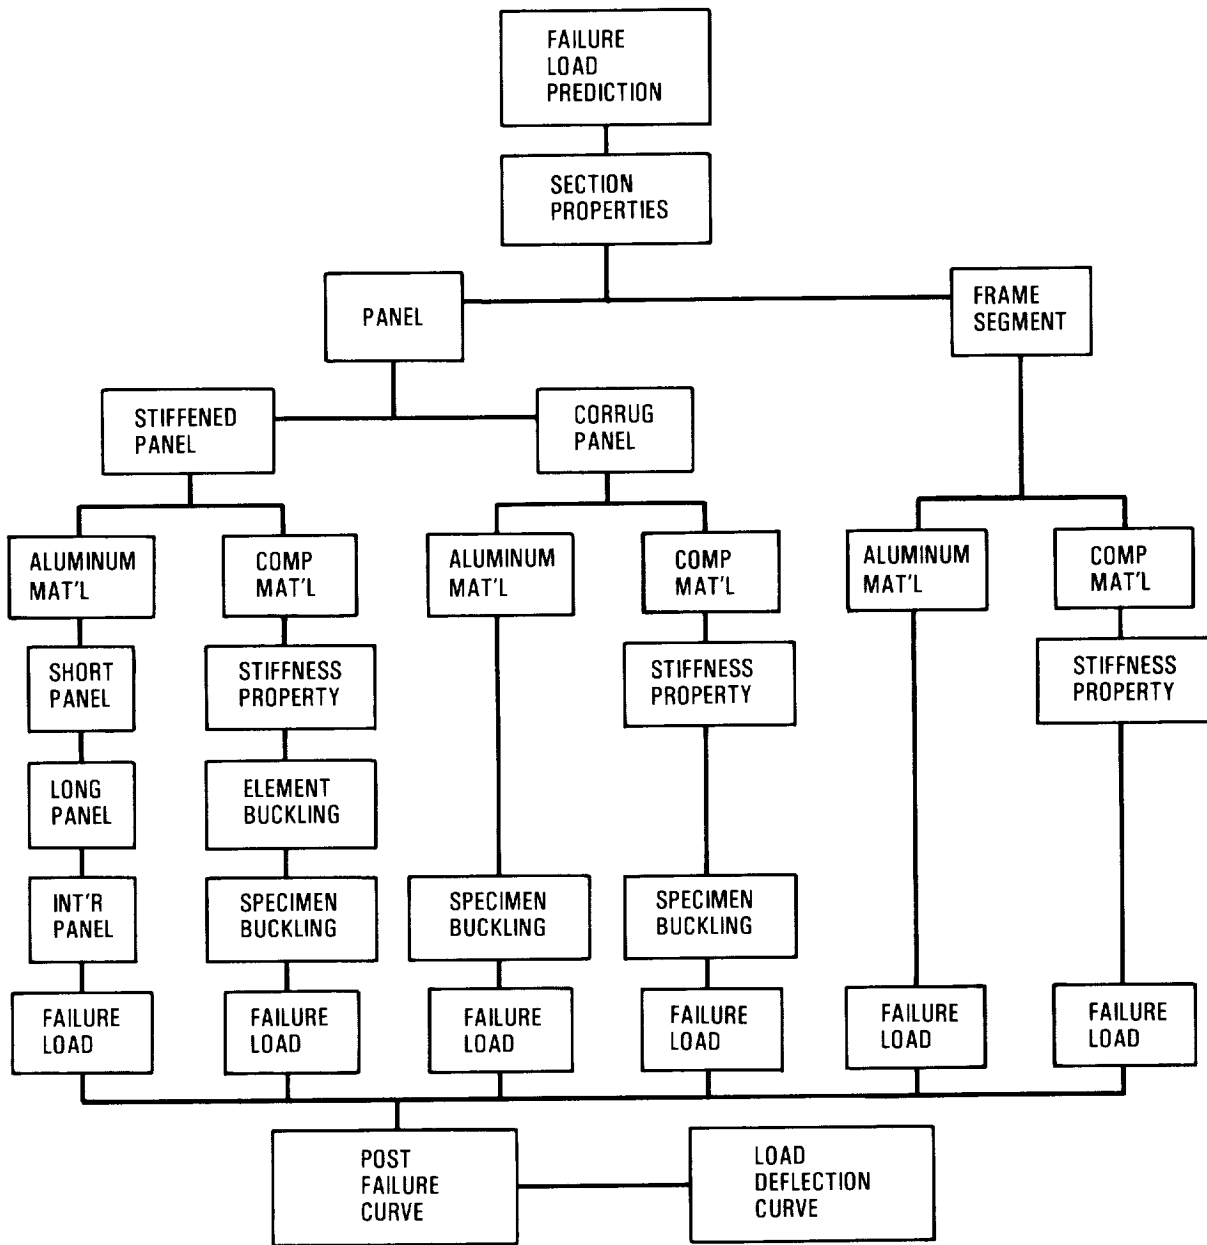 FAILURE
LOAD
PREDICTION
SECTION
PROPERTIES
PANEL
FRAME
SEGMENT
STIFFENED
PANEL
CORRUG
PANEL
ALUMINUM
MAT'L
COMP
MAT'L
ALUMINUM
MAT'L
COMP
MAT'L
ALUMINUM
MAT'L
COMP
MAT'L
SHORT
PANEL
STIFFNESS
PROPERTY
STIFFNESS
PROPERTY
STIFFNESS
PROPERTY
LONG
PANEL
ELEMENT
BUCKLING
INT'R
PANEL
SPECIMEN
BUCKLING
SPECIMEN
BUCKLING
SPECIMEN
BUCKLING
FAILURE
LOAD
FAILURE
LOAD
FAILURE
LOAD
FAILURE
LOAD
FAILURE
LOAD
FAILURE
LOAD
POST
FAILURE
CURVE
LOAD
DEFLECTION
CURVE